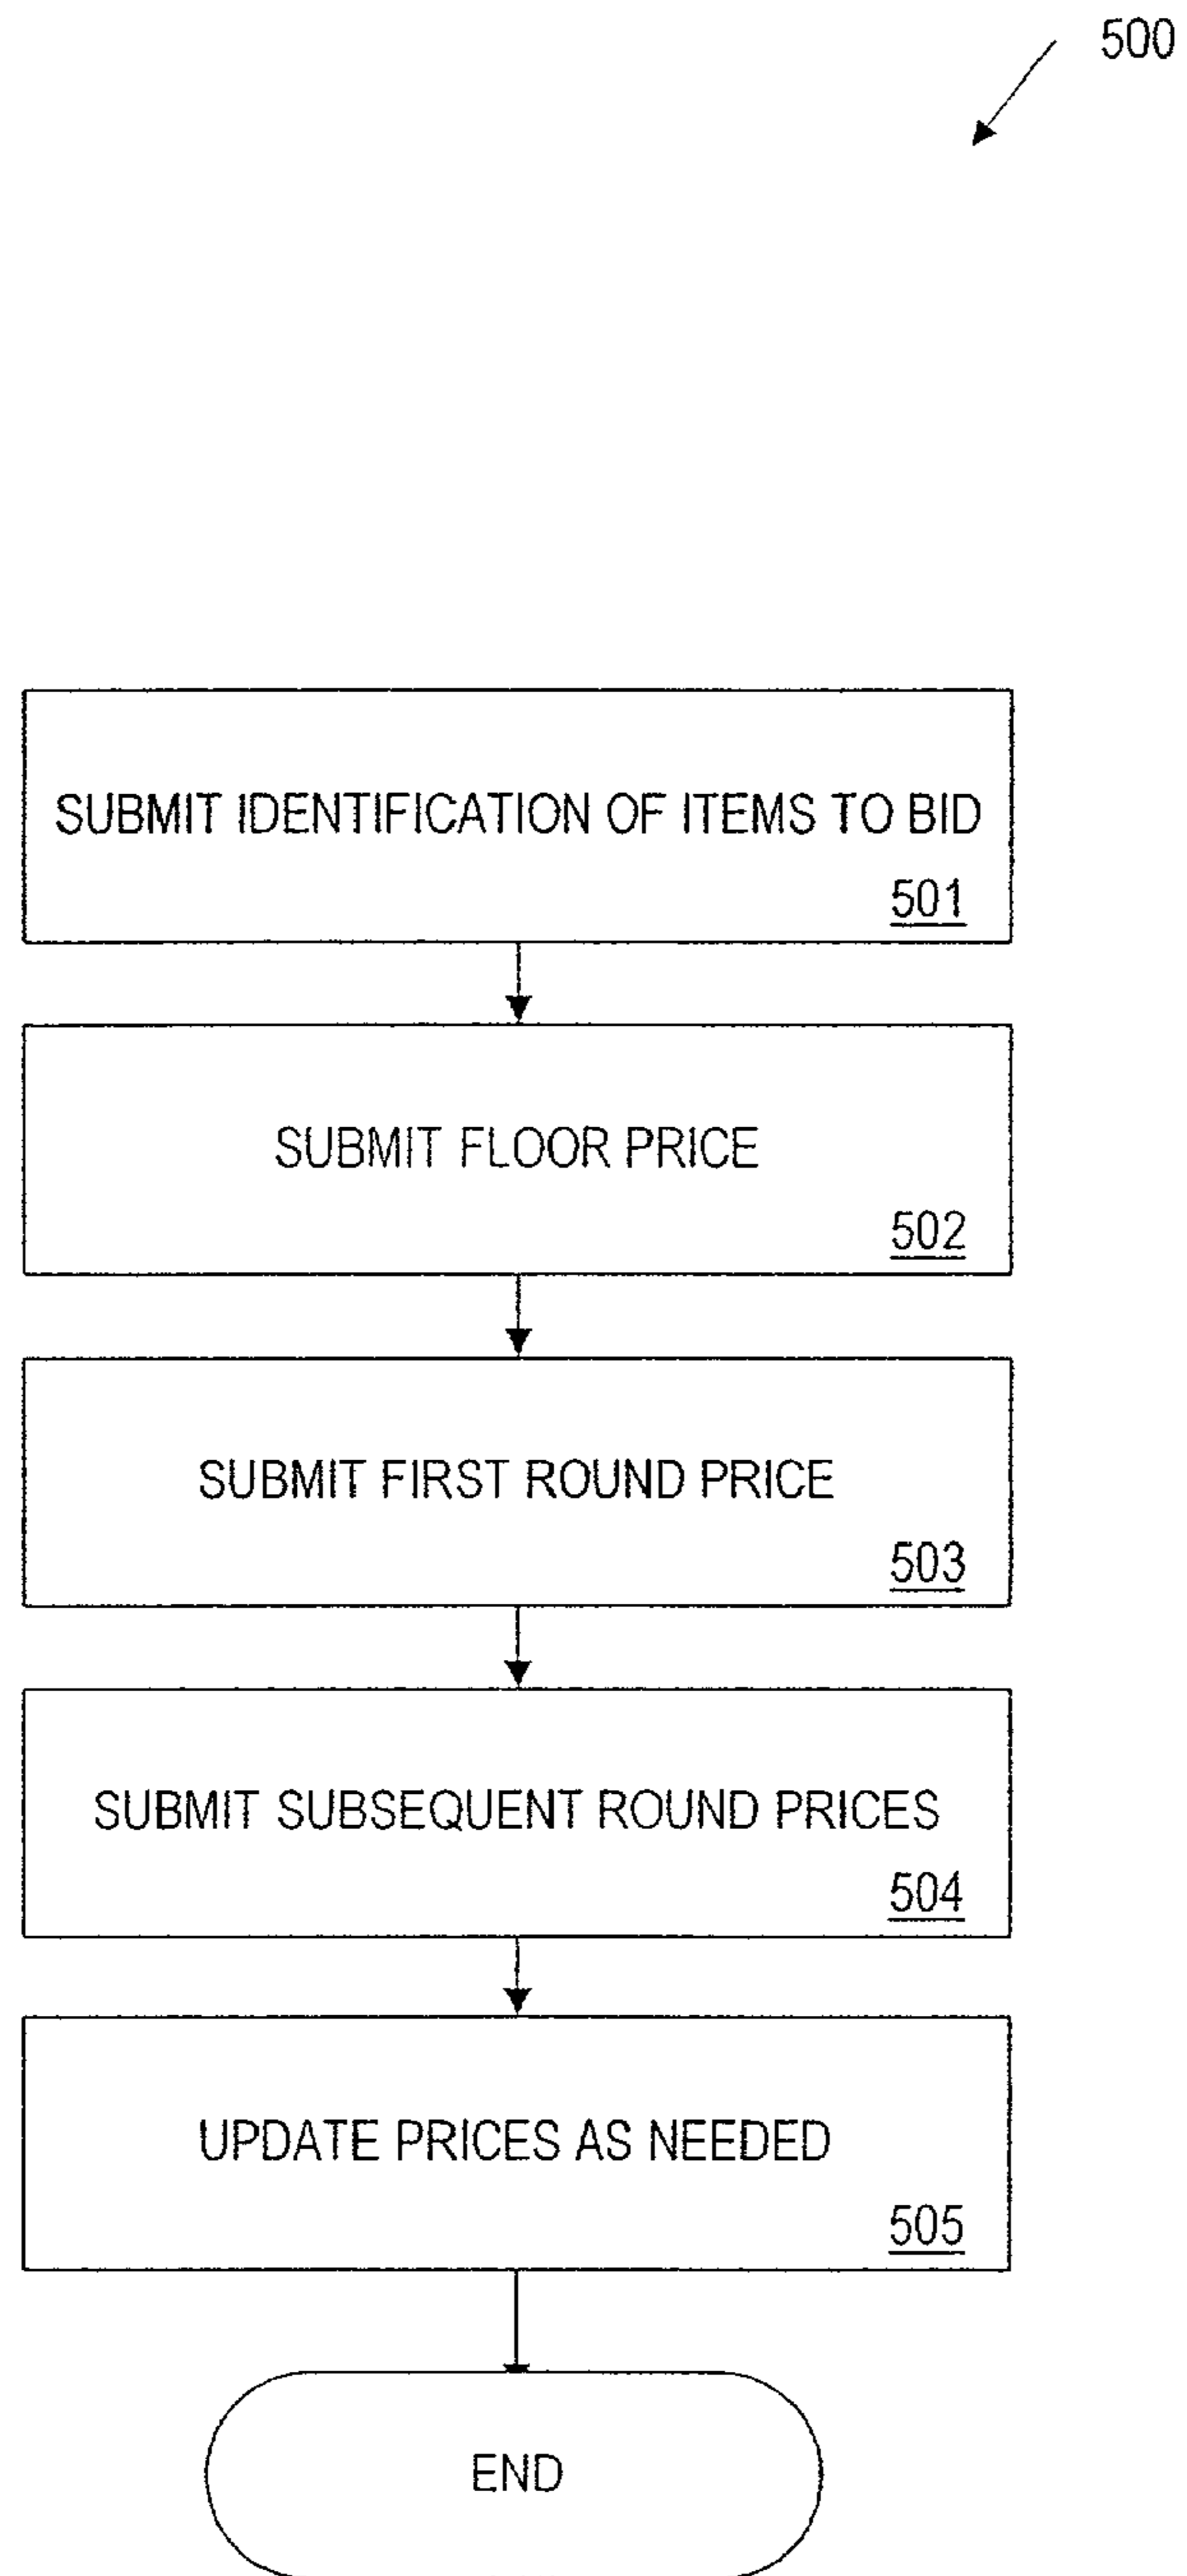 500
SUBMIT IDENTIFICATION OF ITEMS TO BID
501
SUBMIT FLOOR PRICE
502
SUBMIT FIRST ROUND PRICE
503
SUBMIT SUBSEQUENT ROUND PRICES
504
UPDATE PRICES AS NEEDED
505
END